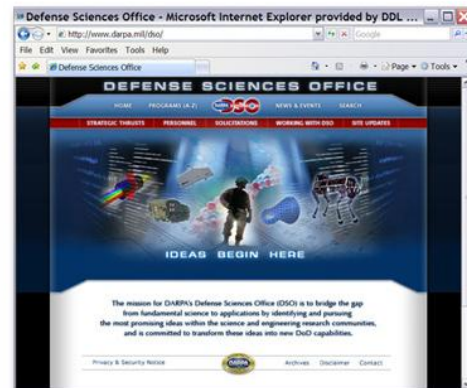 Defense Sciences Office - Microsoft Internet Explorer provided by DDL ...
http://www.darpa.mil/dso/
Google
File Edit View Favorites Tools Help
Defense Sciences Office
Page Tools
DEFENSE SCIENCES OFFICE
HOME PROGRAMS (A-Z) DARPA DSO NEWS & EVENTS SEARCH
STRATEGIC THRUSTS PERSONNEL SOLICITATIONS WORKING WITH DSO SITE UPDATES
IDEAS BEGIN HERE
The mission for DARPA's Defense Sciences Office (DSO) is to bridge the gap
from fundamental science to applications by identifying and pursuing
the most promising ideas within the science and engineering research communities,
and is committed to transform these ideas into new DoD capabilities.
Privacy & Security Notice DARPA Archives Disclaimer Contact